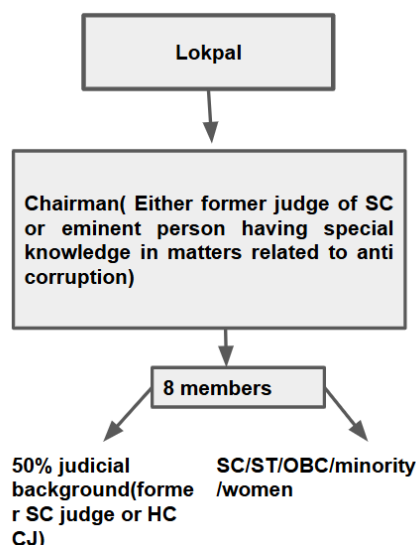 Lokpal
Chairman( Either former judge of SC
or eminent person having special
knowledge in matters related to anti
corruption)
8 members
50% judicial
background(forme
r SC judge or HC
CJ)
SC/ST/OBC/minority
/women